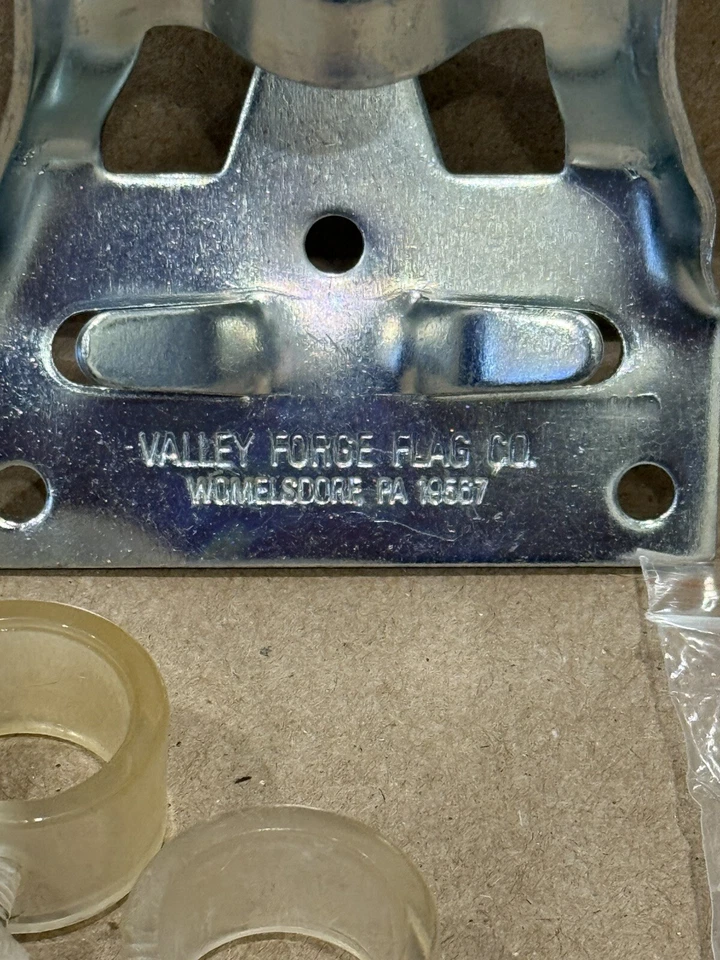 VALLEY FORGE FLAG CO.
WOMELSDORF, PA 19567